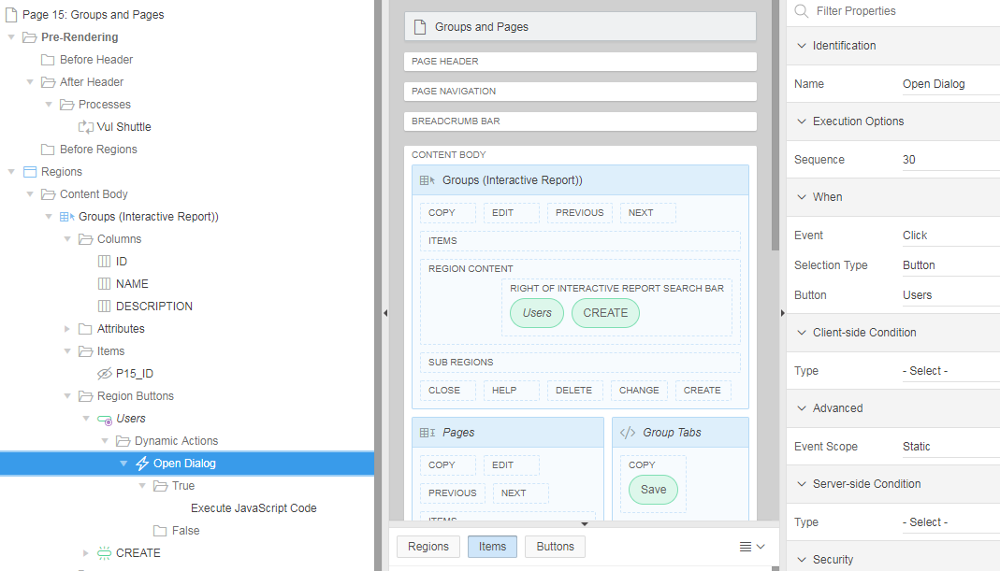 Page 15: Groups and Pages
Pre-Rendering
Before Header
After Header
Processes
Vul Shuttle
Before Regions
Regions
Content Body
Groups (Interactive Report))
Columns
ID
NAME
DESCRIPTION
Attributes
Items
P15_ID
Region Buttons
Users
Dynamic Actions
Open Dialog
True
Execute JavaScript Code
False
CREATE
Groups and Pages
PAGE HEADER
PAGE NAVIGATION
BREADCRUMB BAR
CONTENT BODY
Groups (Interactive Report))
COPY EDIT PREVIOUS NEXT
ITEMS
REGION CONTENT
RIGHT OF INTERACTIVE REPORT SEARCH BAR
Users CREATE
SUB REGIONS
CLOSE HELP DELETE CHANGE CREATE
Pages
COPY EDIT
PREVIOUS NEXT
ITEMS
Group Tabs
COPY
Save
Regions Items Buttons
Filter Properties
Identification
Name Open Dialog
Execution Options
Sequence 30
When
Event Click
Selection Type Button
Button Users
Client-side Condition
Type - Select -
Advanced
Event Scope Static
Server-side Condition
Type - Select -
Security